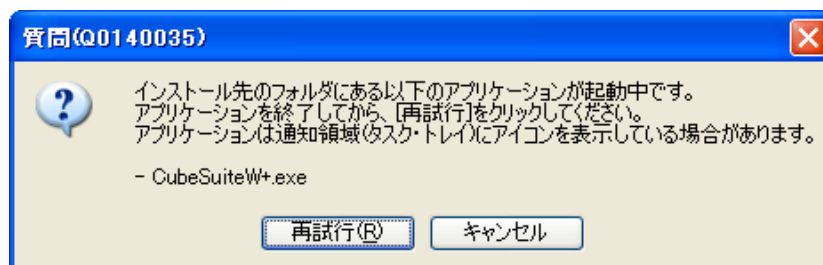 質問(Q0140035)
インストール先のフォルダにある以下のアプリケーションが起動中です。
アプリケーションを終了してから、[再試行]をクリックしてください。
アプリケーションは通知領域(タスク・トレイ)にアイコンを表示している場合があります。
- CubeSuiteW+.exe
再試行(R)
キャンセル